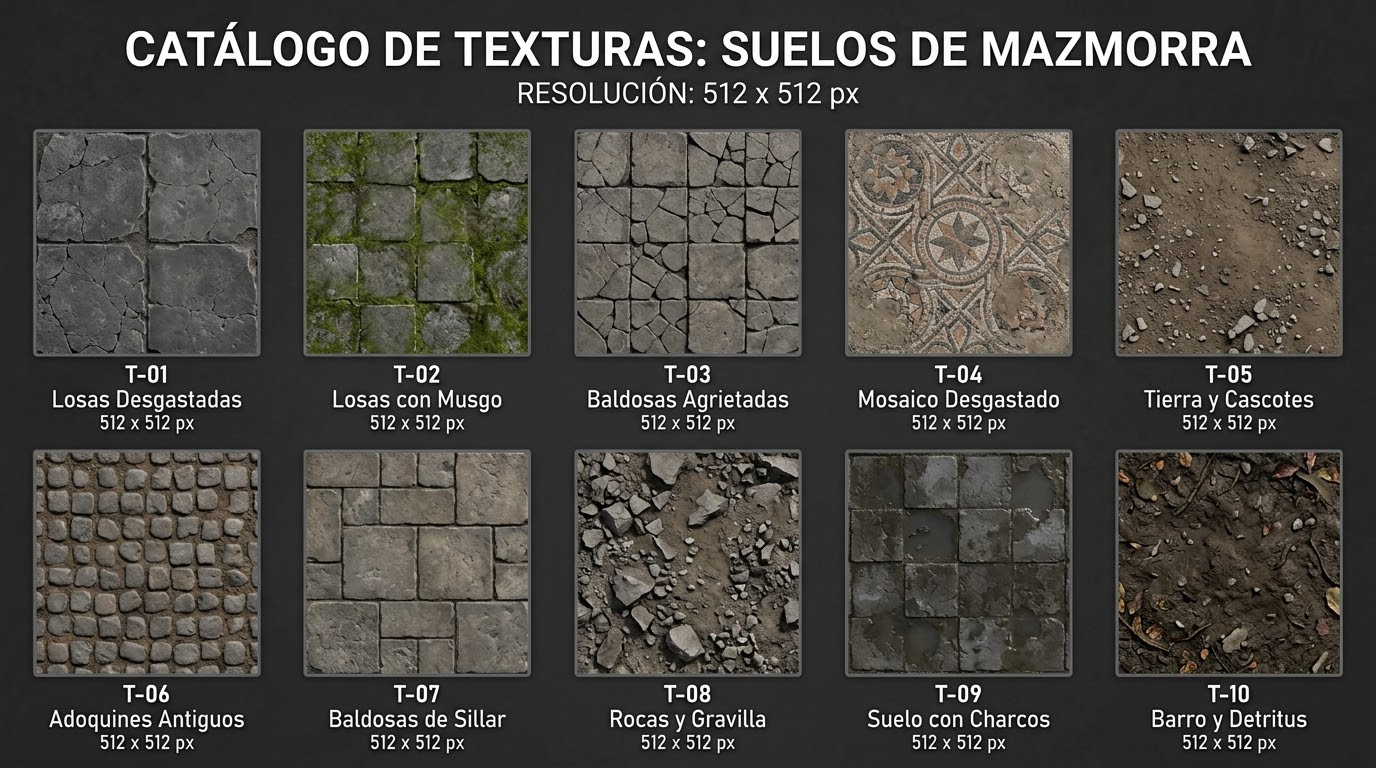 CATÁLOGO DE TEXTURAS: SUELOS DE MAZMORRA
RESOLUCIÓN: 512 x 512 px
T-01
Losas Desgastadas
512 x 512 px
T-02
Losas con Musgo
512 x 512 px
T-03
Baldosas Agrietadas
512 x 512 px
T-04
Mosaico Desgastado
512 x 512 px
T-05
Tierra y Cascotes
512 x 512 px
T-06
Adoquines Antiguos
512 x 512 px
T-07
Baldosas de Sillar
512 x 512 px
T-08
Rocas y Gravilla
512 x 512 px
T-09
Suelo con Charcos
512 x 512 px
T-10
Barro y Detritus
512 x 512 px